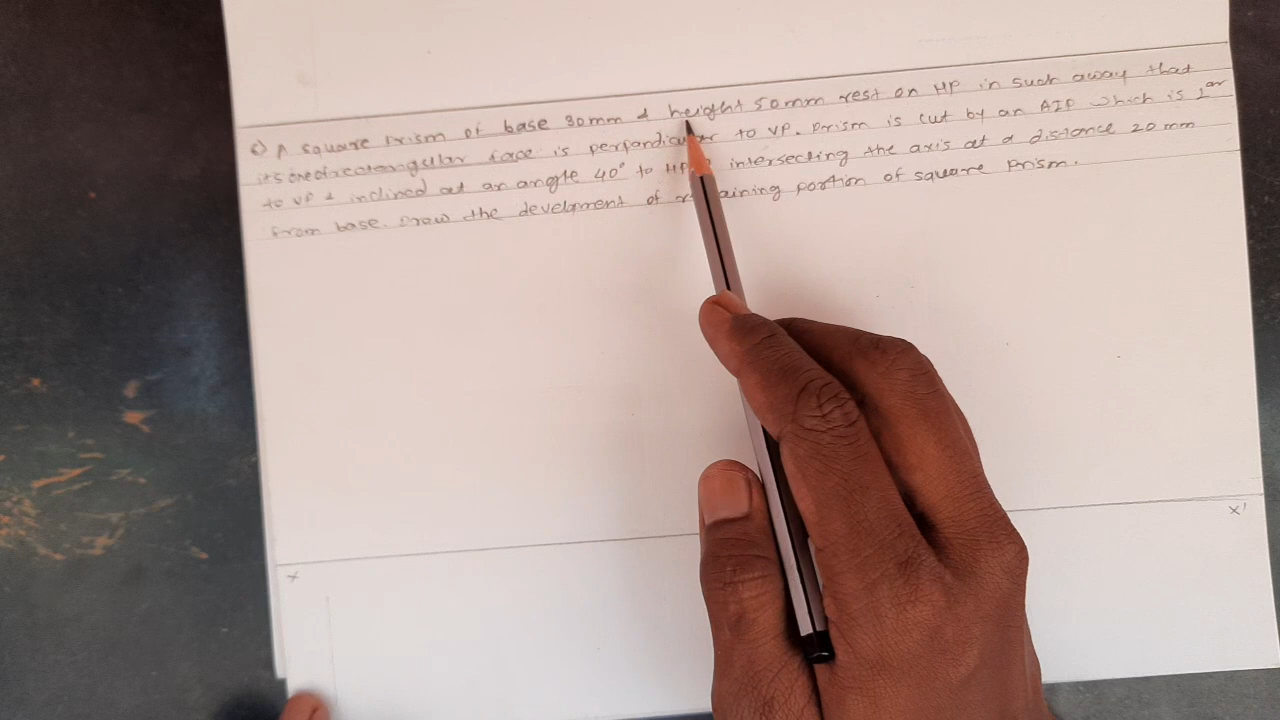 6) A square prism of base 30mm & height 50mm rest on HP in such away that
its one rectangular face is perpendicular to VP. Prism is cut by an AIP which is ⊥ar
to VP & inclined at an angle 40° to HP intersecting the axis at a distance 20mm
from base. Draw the development of remaining portion of square prism.
X X'